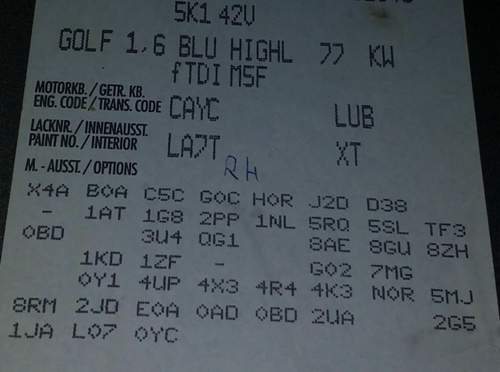 5K1 42V
GOLF 1,6 BLU HIGHL 77 KW
fTDI M5F
MOTORKB. / GETR. KB.
ENG. CODE / TRANS. CODE CAYC LUB
LACKNR. / INNENAUSST.
PAINT NO. / INTERIOR LA7T XT
M. - AUSST. / OPTIONS RH
X4A B0A C5C G0C H0R J2D D38
- 1AT 1G8 2PP 1NL 5RQ 5SL TF3
0BD 3U4 QG1 8AE 8GU 8ZH
1KD 1ZF - G02 7MG
0Y1 4UP 4X3 4R4 4K3 N0R 5MJ
8RM 2JD E0A 0AD 0BD 2UA 2G5
1JA L07 0YC